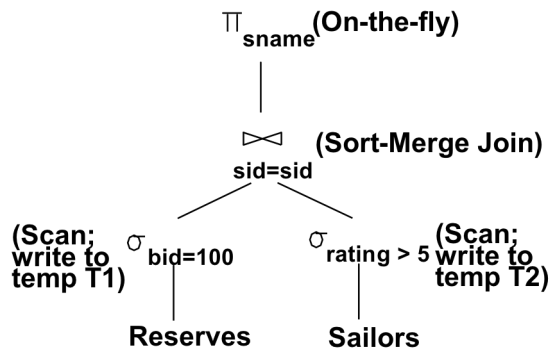 π sname (On-the-fly)
⋈ (Sort-Merge Join)
sid=sid
(Scan;
write to
temp T1)
σ bid=100
σ rating > 5
(Scan;
write to
temp T2)
Reserves
Sailors